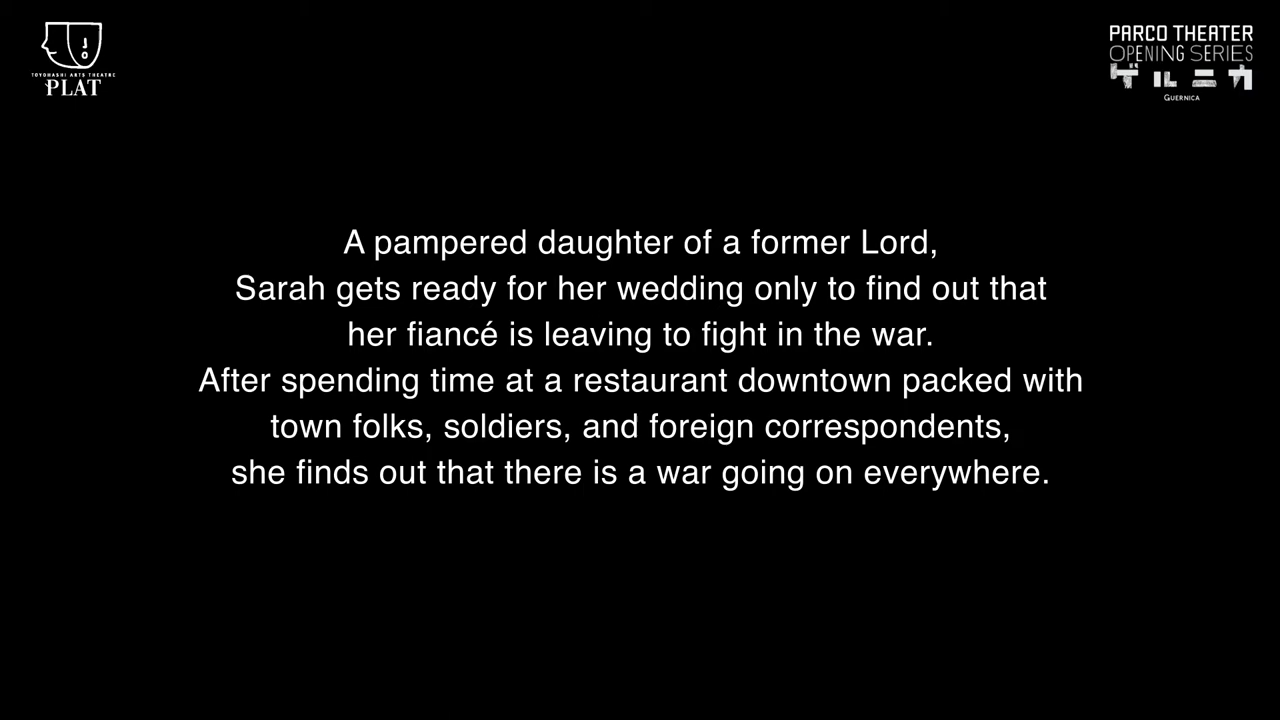 TOYOHASHI ARTS THEATRE
PLAT
PARCO THEATER
OPENING SERIES
ゲルニカ
GUERNICA
A pampered daughter of a former Lord,
Sarah gets ready for her wedding only to find out that
her fiancé is leaving to fight in the war.
After spending time at a restaurant downtown packed with
town folks, soldiers, and foreign correspondents,
she finds out that there is a war going on everywhere.